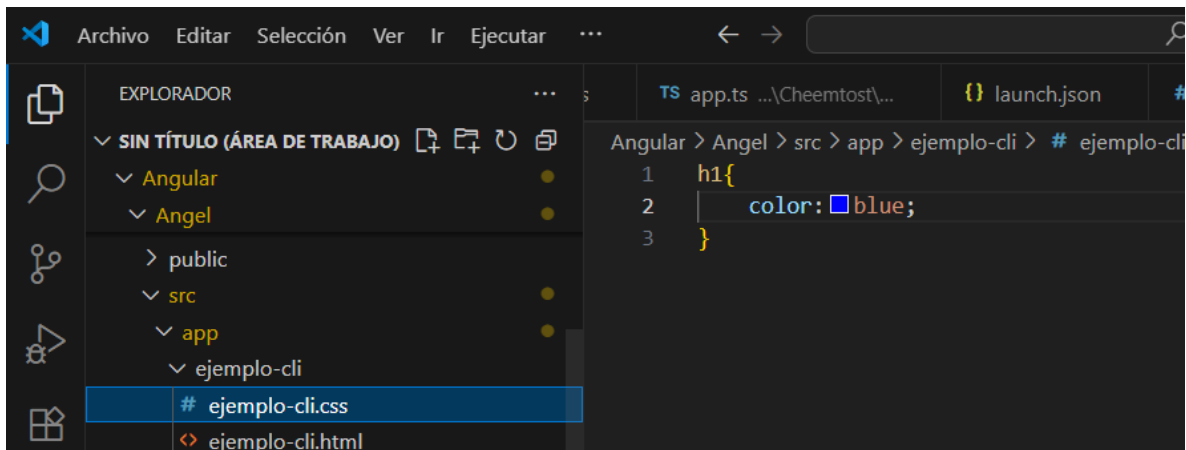 Archivo Editar Selección Ver Ir Ejecutar ···
EXPLORADOR ···
TS app.ts ...\Cheemtost\...
{} launch.json
#
SIN TÍTULO (ÁREA DE TRABAJO)
Angular > Angel > src > app > ejemplo-cli > # ejemplo-cli
Angular
Angel
public
src
app
ejemplo-cli
# ejemplo-cli.css
<> ejemplo-cli.html
1 h1{
2 color: blue;
3 }